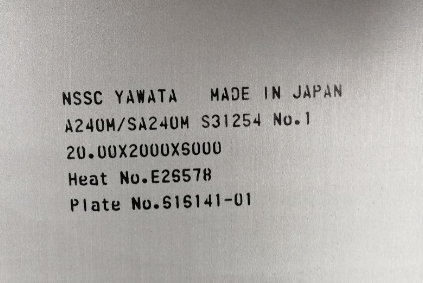 NSSC YAWATA MADE IN JAPAN
A240M/SA240M S31254 No.1
20.00X2000X6000
Heat No.E26578
Plate No.S16141-01